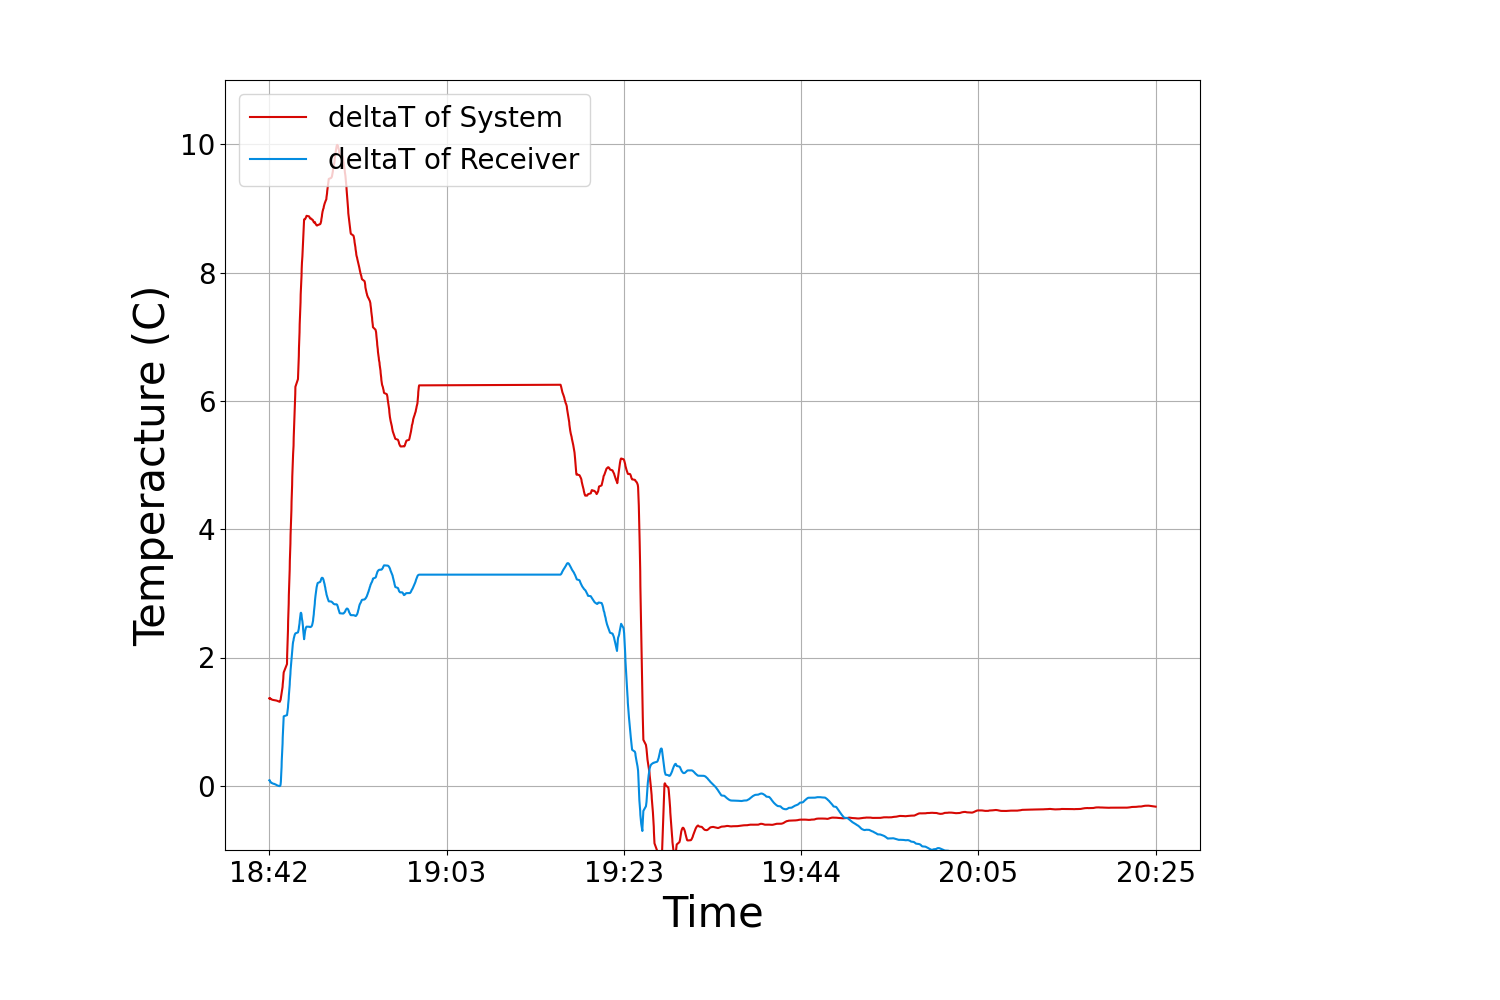 deltaT of System
deltaT of Receiver
10
8
6
4
2
0
Temperacture (C)
18:42 19:03 19:23 19:44 20:05 20:25
Time